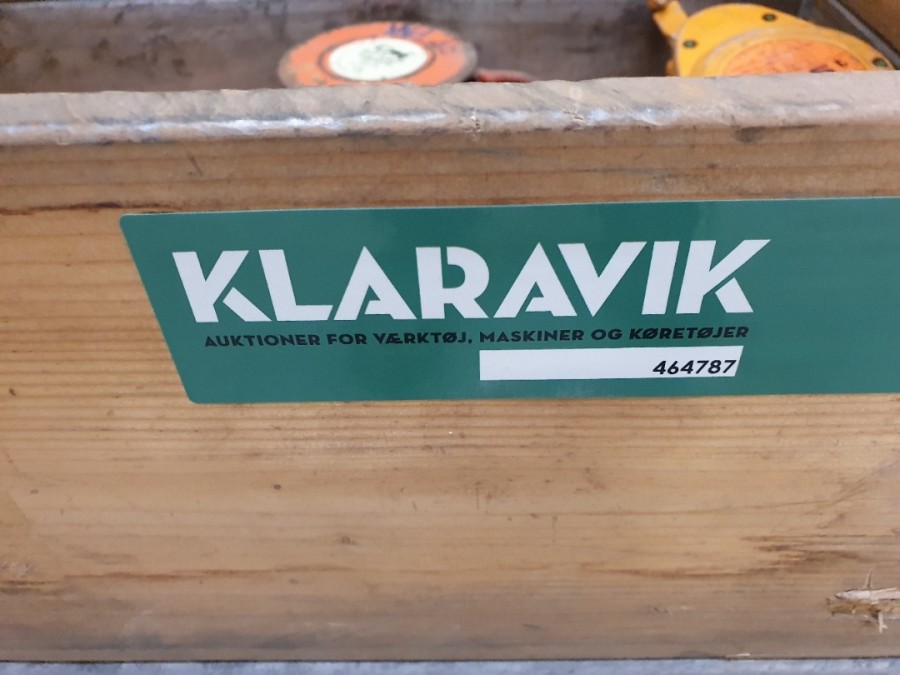 KLARAVIK
AUKTIONER FOR VÆRKTØJ, MASKINER OG KØRETØJER
464787